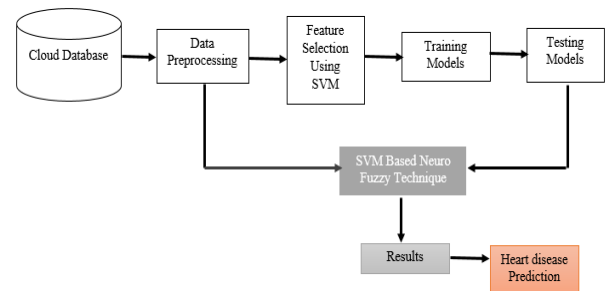 Cloud Database
Data
Preprocessing
Feature
Selection
Using
SVM
Training
Models
Testing
Models
SVM Based Neuro
Fuzzy Technique
Results
Heart disease
Prediction